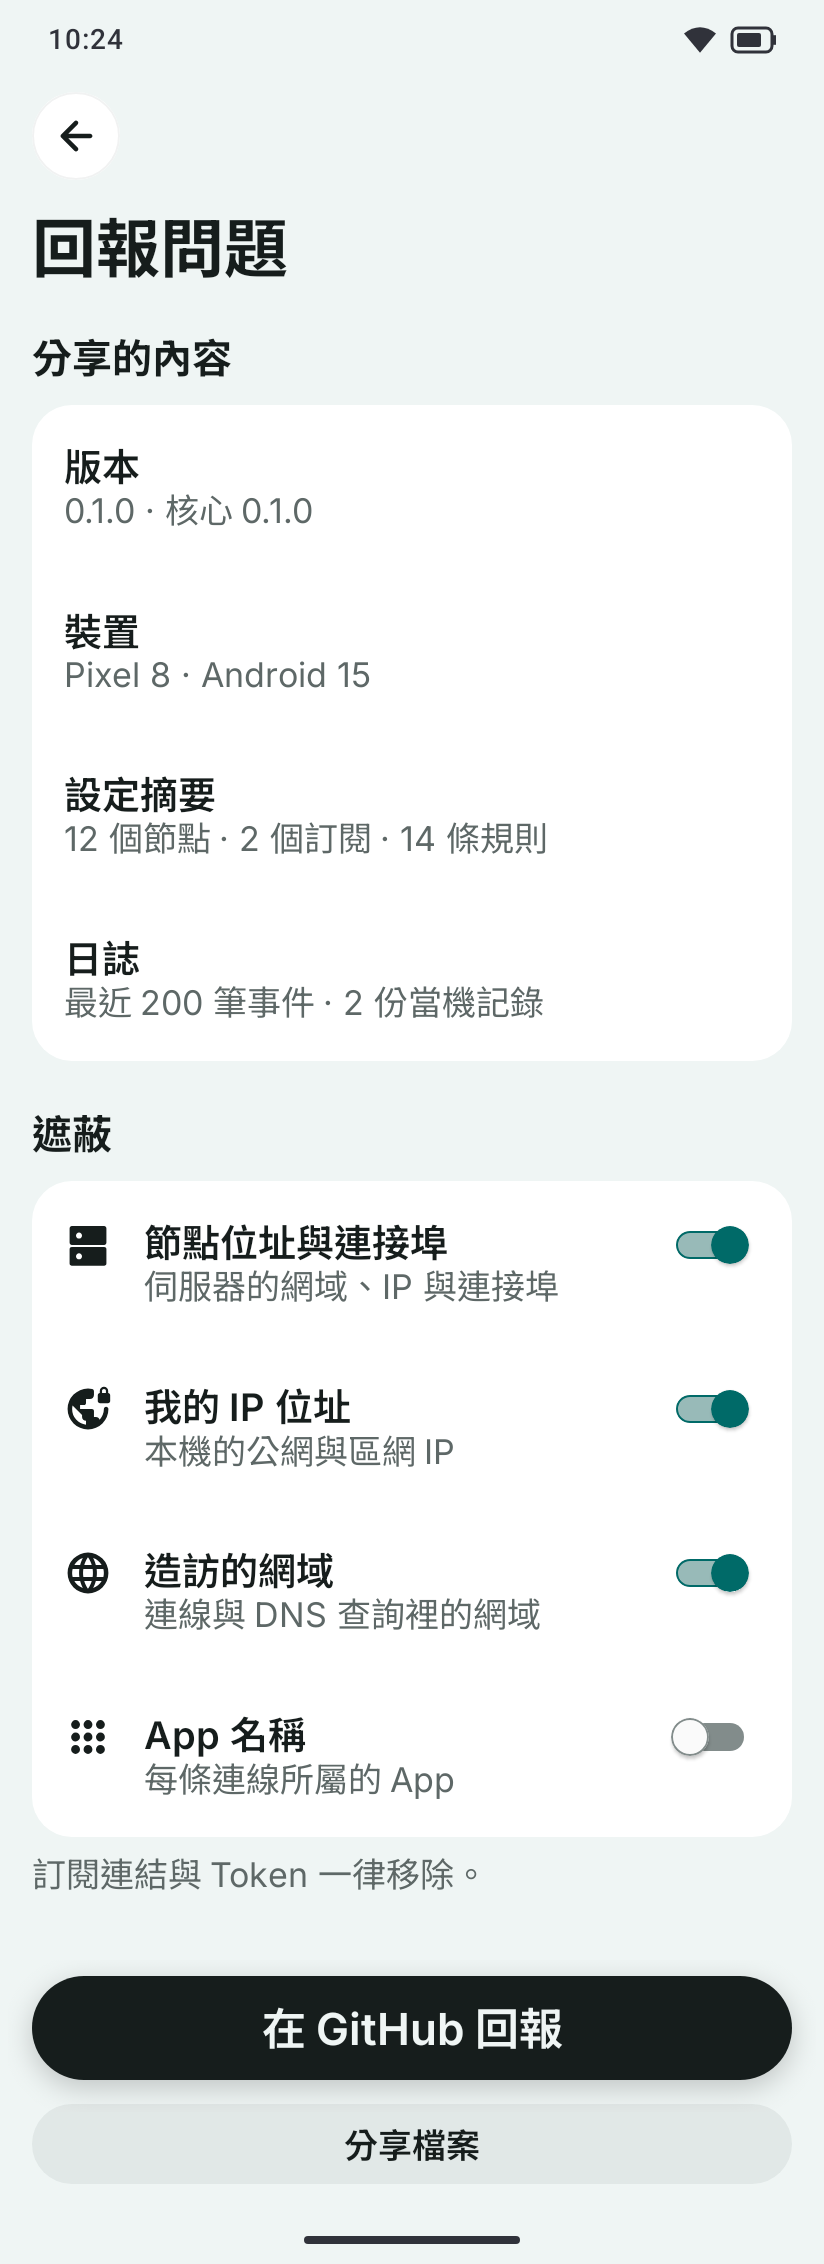 10:24
回報問題
分享的內容
版本
0.1.0 · 核心 0.1.0
裝置
Pixel 8 · Android 15
設定摘要
12 個節點 · 2 個訂閱 · 14 條規則
日誌
最近 200 筆事件 · 2 份當機記錄
遮蔽
節點位址與連接埠
伺服器的網域、IP 與連接埠
我的 IP 位址
本機的公網與區網 IP
造訪的網域
連線與 DNS 查詢裡的網域
App 名稱
每條連線所屬的 App
訂閱連結與 Token 一律移除。
在 GitHub 回報
分享檔案